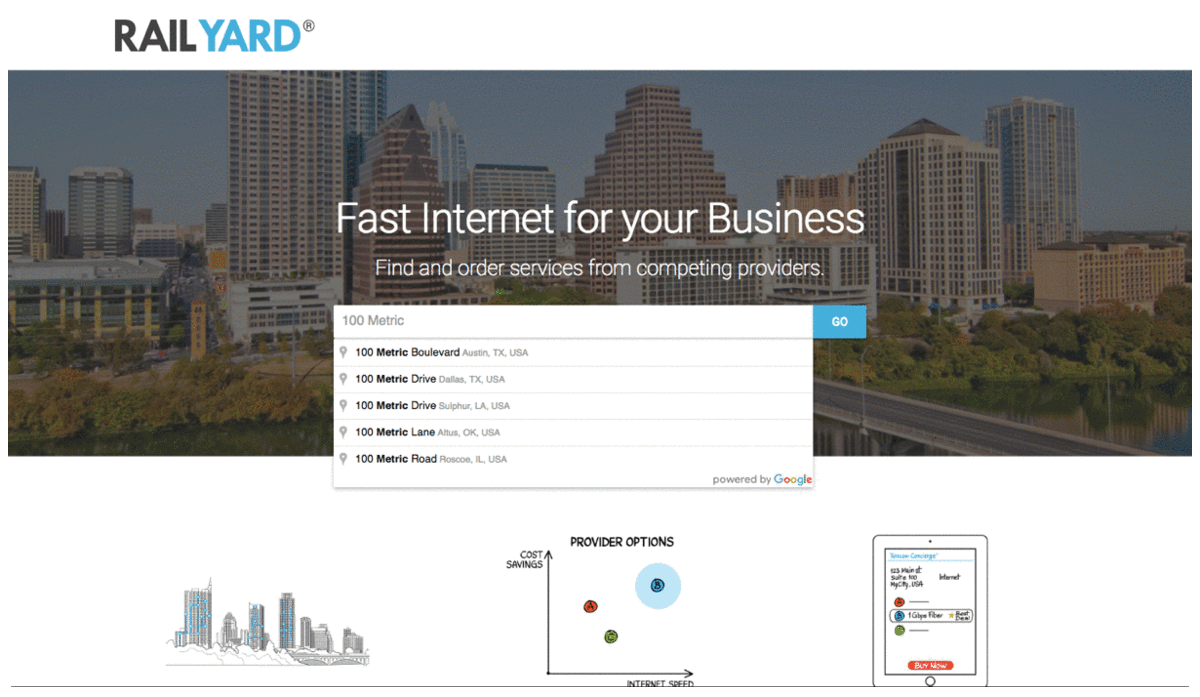 RAILYARD®
Fast Internet for your Business
Find and order services from competing providers.
100 Metric
GO
100 Metric Boulevard Austin, TX, USA
100 Metric Drive Dallas, TX, USA
100 Metric Drive Sulphur, LA, USA
100 Metric Lane Altus, OK, USA
100 Metric Road Roscoe, IL, USA
powered by Google
PROVIDER OPTIONS
COST
SAVINGS
B
A
C
INTERNET SPEED
Telecom Concierge™
123 Main st
Suite 100 Internet
MyCity, USA
A
B 1 Gbps Fiber Best
Deal
C
Buy Now